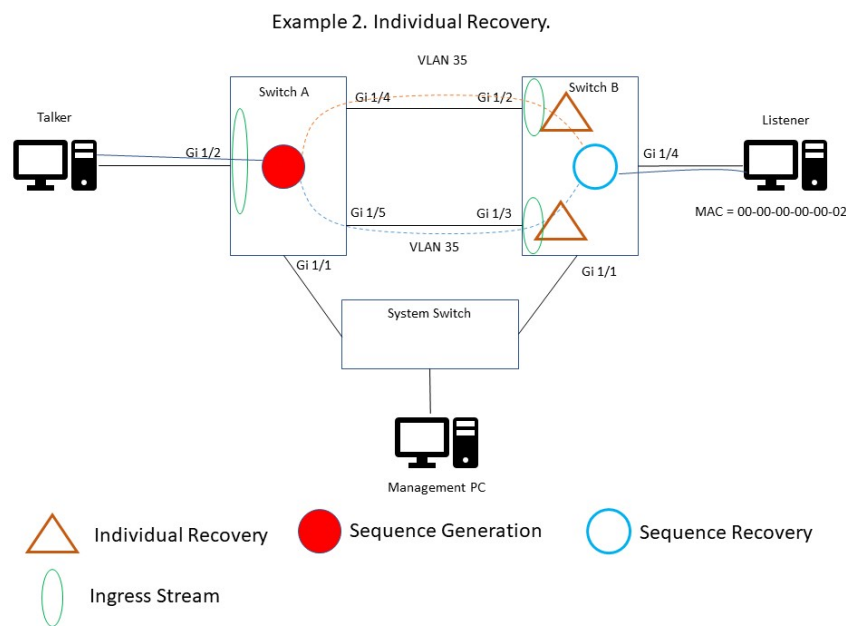 Example 2. Individual Recovery.
VLAN 35
Switch A
Switch B
Gi 1/4
Gi 1/2
Talker
Listener
Gi 1/2
Gi 1/4
Gi 1/5
Gi 1/3
MAC = 00-00-00-00-00-02
VLAN 35
Gi 1/1
Gi 1/1
System Switch
Management PC
Individual Recovery
Sequence Generation
Sequence Recovery
Ingress Stream